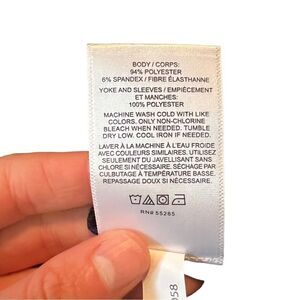 BODY / CORPS:
94% POLYESTER
6% SPANDEX / FIBRE ÉLASTHANNE
YOKE AND SLEEVES / EMPIÈCEMENT
ET MANCHES:
100% POLYESTER
MACHINE WASH COLD WITH LIKE
COLORS. ONLY NON-CHLORINE
BLEACH WHEN NEEDED. TUMBLE
DRY LOW. COOL IRON IF NEEDED.
LAVER À LA MACHINE À L'EAU FROIDE
AVEC COULEURS SIMILAIRES. UTILISEZ
SEULEMENT DU JAVELLISANT SANS
CHLORE SI NÉCESSAIRE. SÉCHAGE PAR
CULBUTAGE À TEMPÉRATURE BASSE.
REPASSAGE DOUX SI NÉCESSAIRE.
RN# 55285
058